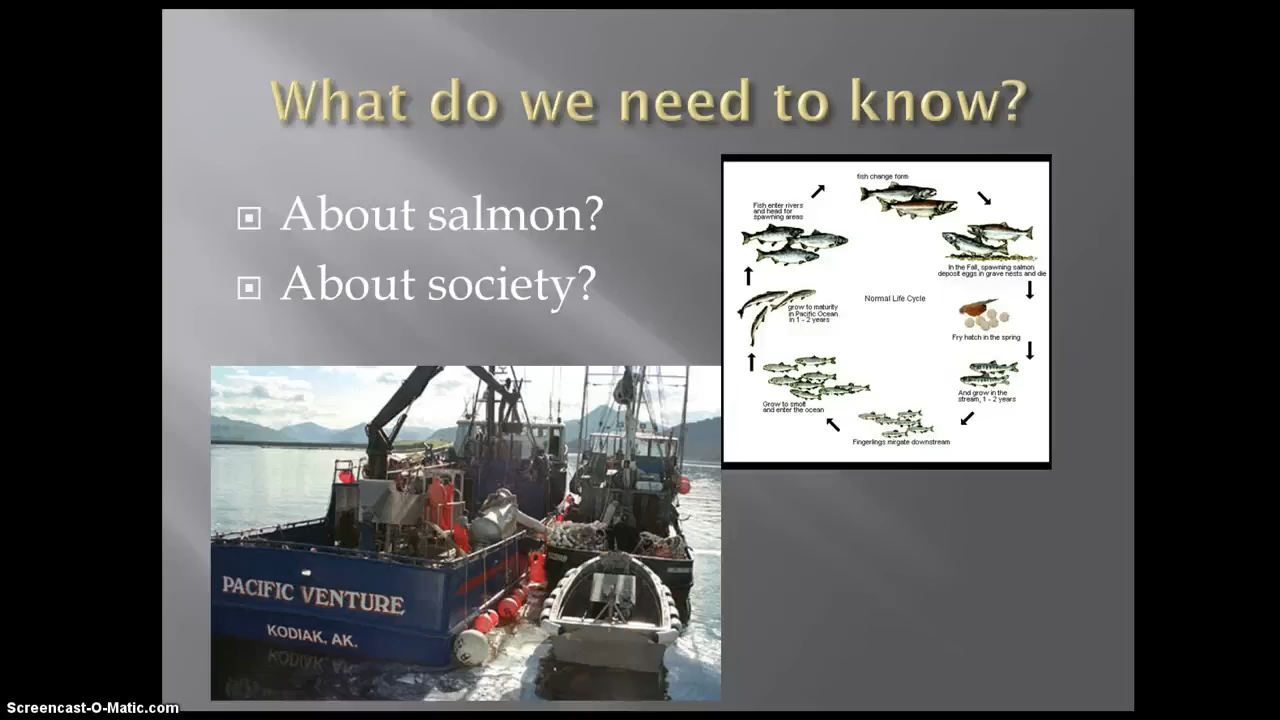 What do we need to know?
About salmon?
About society?
fish change form
Fish enter rivers
and head for
spawning areas
In the Fall, spawning salmon
deposit eggs in grave nests and die
Normal Life Cycle
grow to maturity
in Pacific Ocean
in 1 - 2 years
Fry hatch in the spring
And grow in the
stream, 1 - 2 years
Grow to smolt
and enter the ocean
Fingerlings mirgate downstream
PACIFIC VENTURE
KODIAK, AK.
Screencast-O-Matic.com